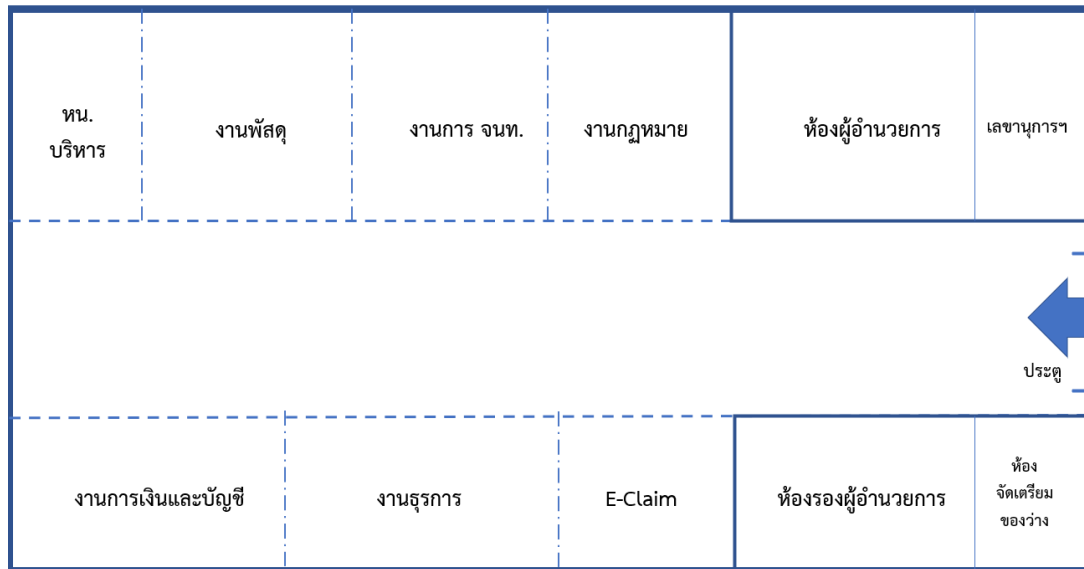 หน.
บริหาร
งานพัสดุ
งานการ จนท.
งานกฏหมาย
ห้องผู้อำนวยการ
เลขานุการฯ
ประตู
งานการเงินและบัญชี
งานธุรการ
E-Claim
ห้องรองผู้อำนวยการ
ห้อง
จัดเตรียม
ของว่าง